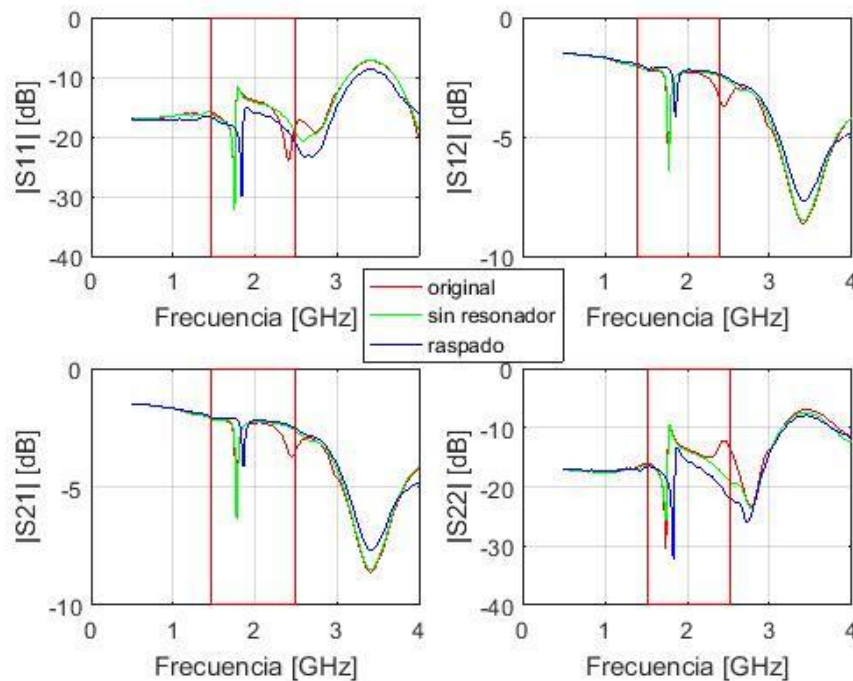 0
-10
-20
-30
-40
|S11| [dB]
0 1 2 3 4
Frecuencia [GHz]
0
-5
-10
|S12| [dB]
0 1 2 3 4
Frecuencia [GHz]
original
sin resonador
raspado
0
-5
-10
|S21| [dB]
0 1 2 3 4
Frecuencia [GHz]
0
-10
-20
-30
-40
|S22| [dB]
0 1 2 3 4
Frecuencia [GHz]